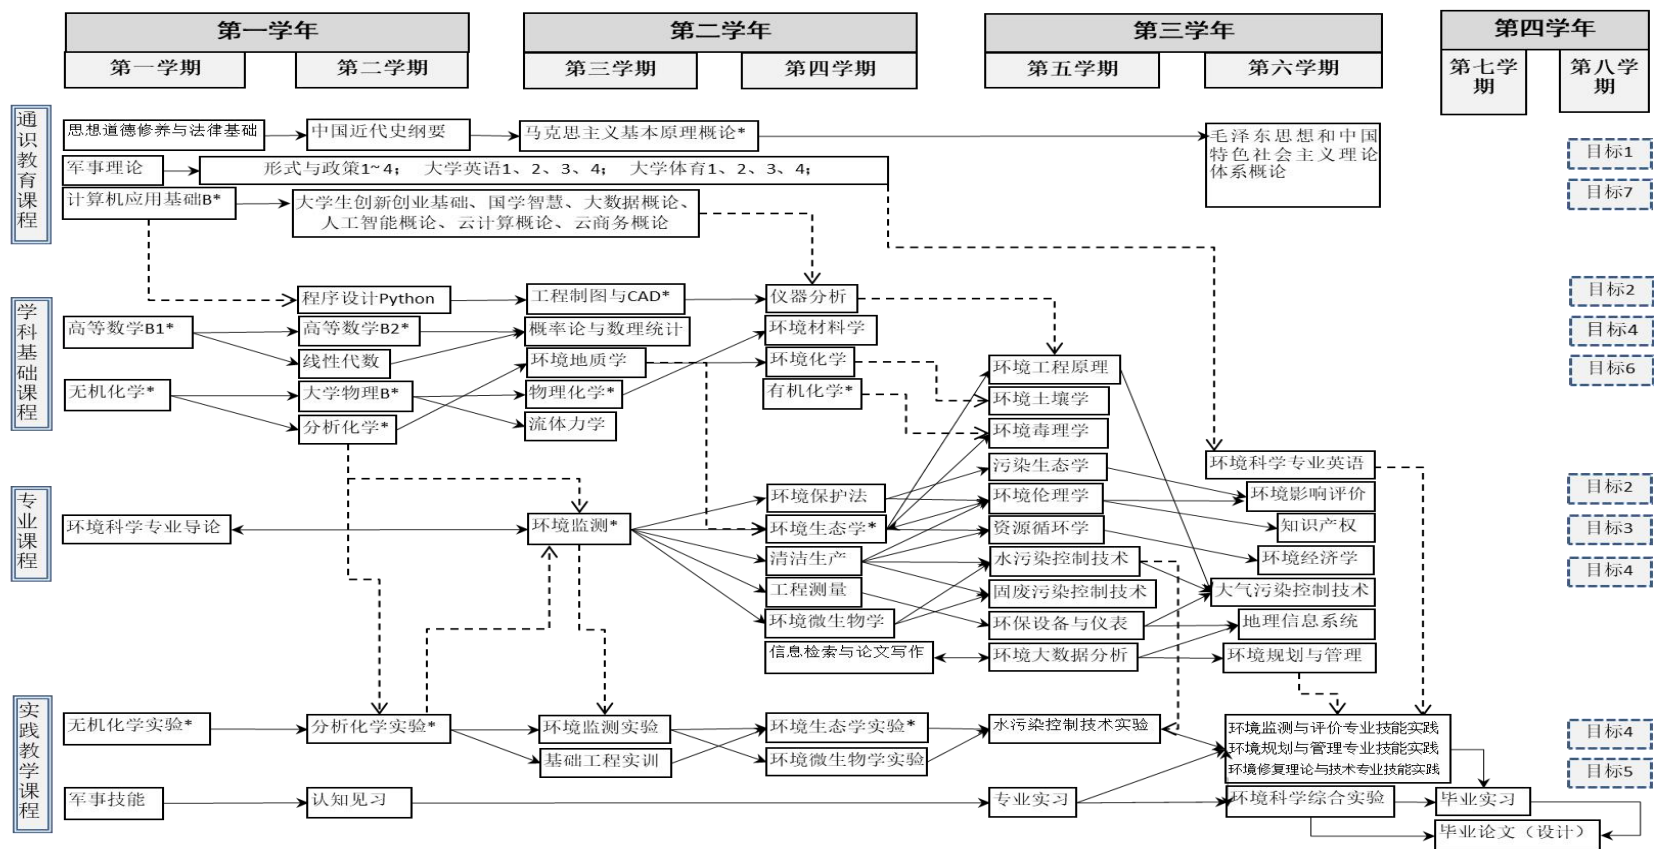 第一学年
第二学年
第三学年
第四学年
第一学期
第二学期
第三学期
第四学期
第五学期
第六学期
第七学
期
第八学
期
通识教育课程
思想道德修养与法律基础
中国近代史纲要
马克思主义基本原理概论*
毛泽东思想和中国
特色社会主义理论
体系概论
目标1
军事理论
形式与政策1~4； 大学英语1、2、3、4； 大学体育1、2、3、4；
目标7
计算机应用基础B*
大学生创新创业基础、国学智慧、大数据概论、
人工智能概论、云计算概论、云商务概论
学科基础课程
程序设计Python
工程制图与CAD*
仪器分析
目标2
高等数学B1*
高等数学B2*
概率论与数理统计
环境材料学
目标4
线性代数
环境地质学
环境化学
环境工程原理
目标6
无机化学*
大学物理B*
物理化学*
有机化学*
环境土壤学
分析化学*
流体力学
环境毒理学
专业课程
污染生态学
环境科学专业英语
环境保护法
环境伦理学
环境影响评价
目标2
环境科学专业导论
环境监测*
环境生态学*
资源循环学
知识产权
目标3
清洁生产
水污染控制技术
环境经济学
目标4
工程测量
固废污染控制技术
大气污染控制技术
环境微生物学
环保设备与仪表
地理信息系统
信息检索与论文写作
环境大数据分析
环境规划与管理
实践教学课程
无机化学实验*
分析化学实验*
环境监测实验
环境生态学实验*
水污染控制技术实验
环境监测与评价专业技能实践
环境规划与管理专业技能实践
环境修复理论与技术专业技能实践
目标4
基础工程实训
环境微生物学实验
目标5
军事技能
认知见习
专业实习
环境科学综合实验
毕业实习
毕业论文（设计）